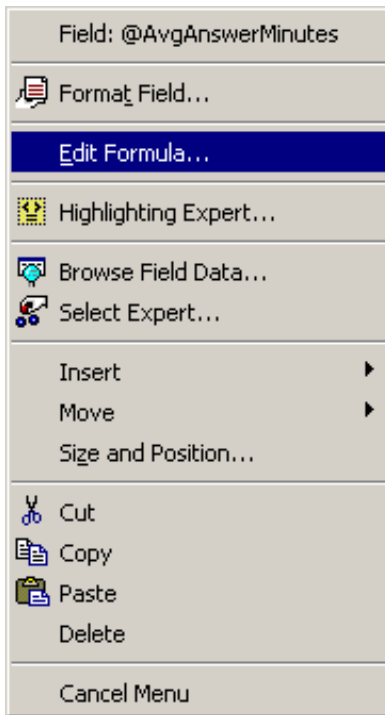 Field: @AvgAnswerMinutes
Format Field...
Edit Formula...
Highlighting Expert...
Browse Field Data...
Select Expert...
Insert
Move
Size and Position...
Cut
Copy
Paste
Delete
Cancel Menu